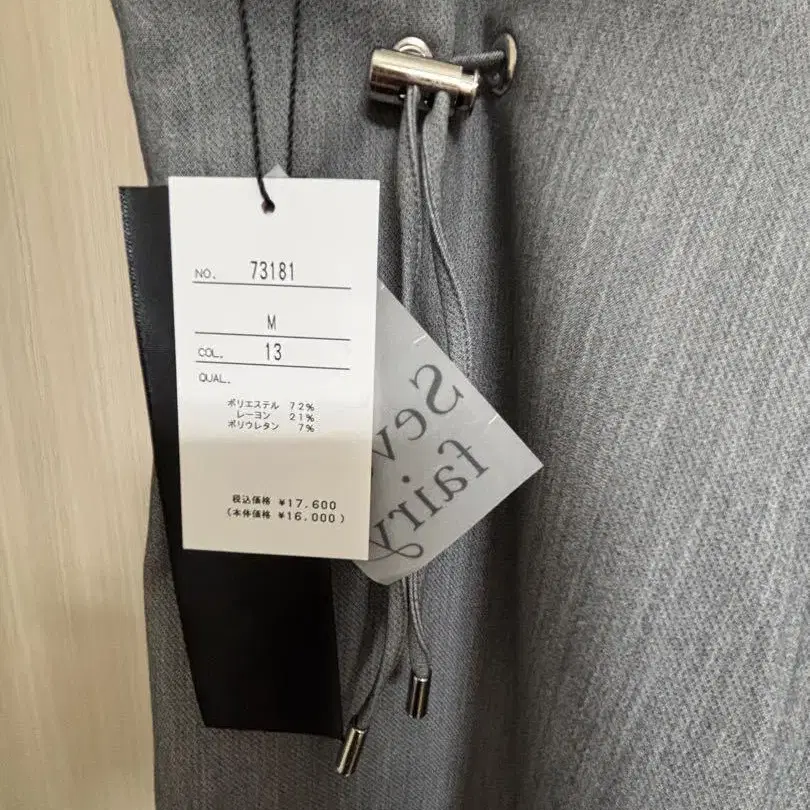 NO. 73181
M
COL. 13
QUAL.
ポリエステル 72%
レーヨン 21%
ポリウレタン 7%
税込価格 ¥17,600
(本体価格 ¥16,000)
fairy